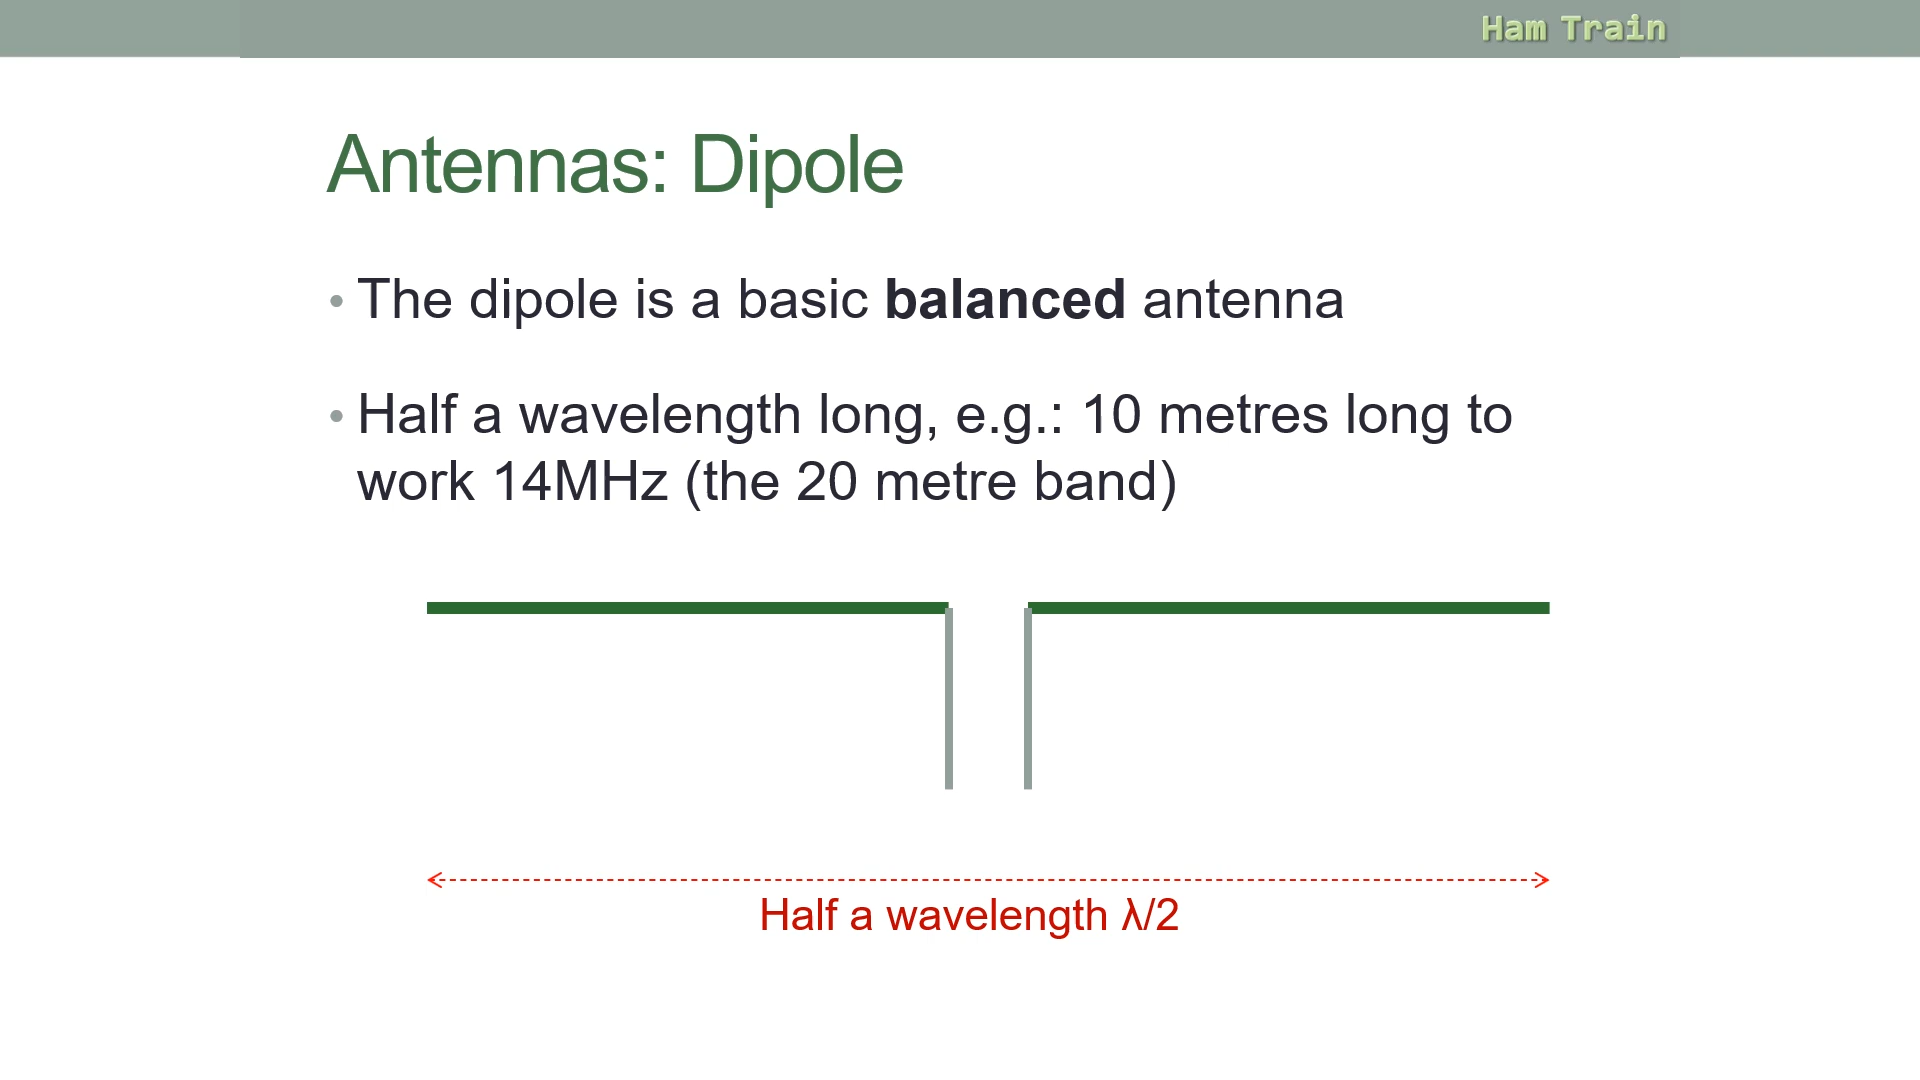 Ham Train
Antennas: Dipole
• The dipole is a basic balanced antenna
• Half a wavelength long, e.g.: 10 metres long to
work 14MHz (the 20 metre band)
Half a wavelength λ/2